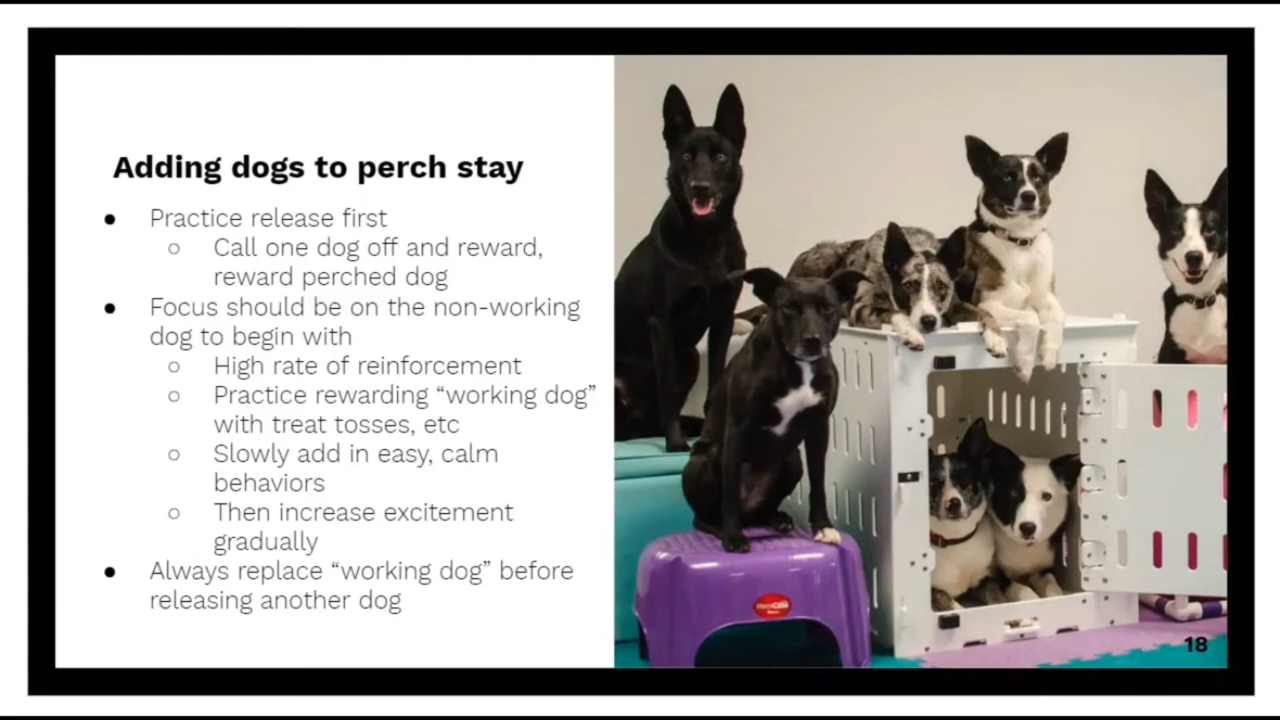 Adding dogs to perch stay
● Practice release first
○ Call one dog off and reward,
reward perched dog
● Focus should be on the non-working
dog to begin with
○ High rate of reinforcement
○ Practice rewarding “working dog”
with treat tosses, etc
○ Slowly add in easy, calm
behaviors
○ Then increase excitement
gradually
● Always replace “working dog” before
releasing another dog
18